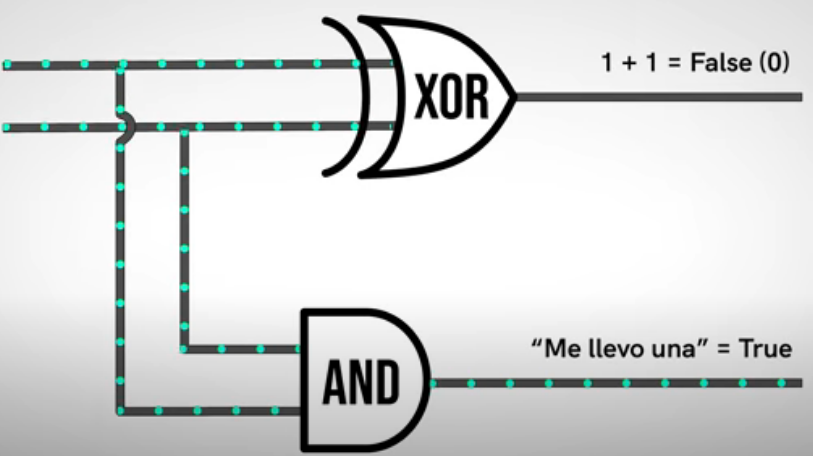 1 + 1 = False (0)
XOR
“Me llevo una” = True
AND